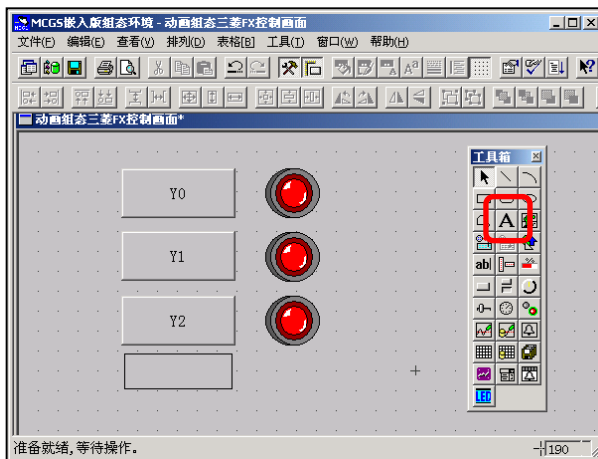 MCGS嵌入版组态环境 - 动画组态三菱FX控制画面
文件(F) 编辑(E) 查看(V) 排列(D) 表格[B] 工具(T) 窗口(W) 帮助(H)
动画组态三菱FX控制画面*
工具箱
Y0
A
Y1
ab|
Y2
LED
准备就绪,等待操作。
190